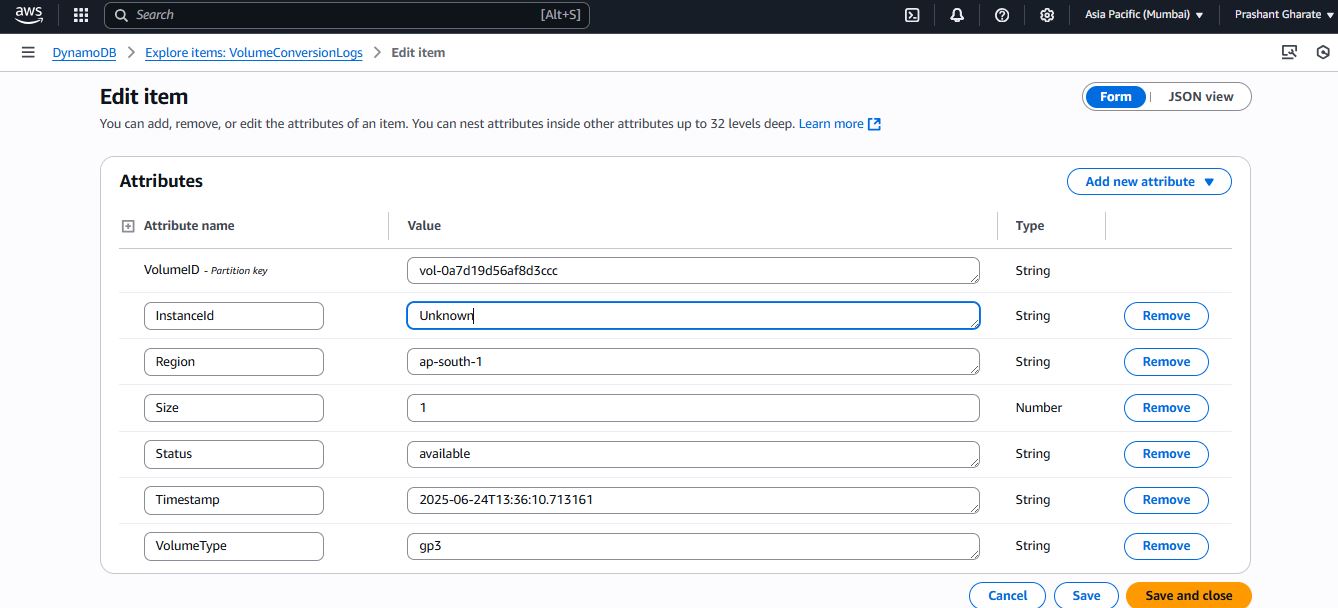 aws Search [Alt+S] Asia Pacific (Mumbai) Prashant Gharate
DynamoDB > Explore items: VolumeConversionLogs > Edit item
Edit item Form | JSON view
You can add, remove, or edit the attributes of an item. You can nest attributes inside other attributes up to 32 levels deep. Learn more
Attributes Add new attribute
Attribute name Value Type
VolumeID - Partition key vol-0a7d19d56af8d3ccc String
InstanceId Unknown String Remove
Region ap-south-1 String Remove
Size 1 Number Remove
Status available String Remove
Timestamp 2025-06-24T13:36:10.713161 String Remove
VolumeType gp3 String Remove
Cancel Save Save and close